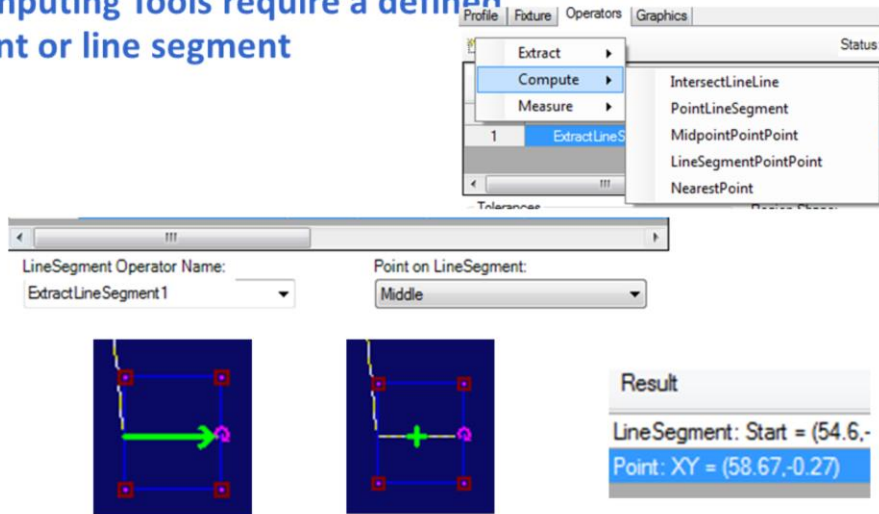 mputing Tools require a defined
nt or line segment
Profile Fixture Operators Graphics
Status
Extract
Compute
Measure
IntersectLineLine
PointLineSegment
MidpointPointPoint
LineSegmentPointPoint
NearestPoint
1 ExtractLineS
Tolerances
LineSegment Operator Name: Point on LineSegment:
ExtractLineSegment1 Middle
Result
LineSegment: Start = (54.6,-
Point: XY = (58.67,-0.27)